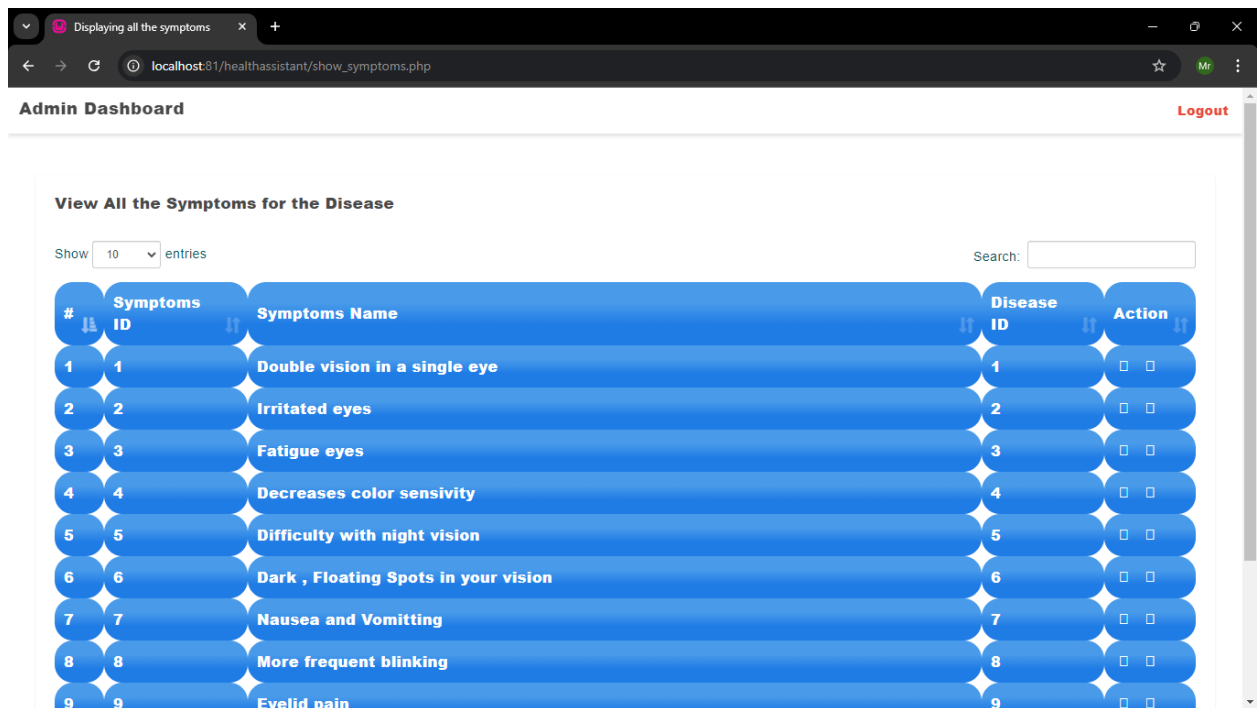 Displaying all the symptoms
localhost:81/healthassistant/show_symptoms.php
Mr
Admin Dashboard
Logout
View All the Symptoms for the Disease
Show 10 entries
Search:
# Symptoms ID Symptoms Name Disease ID Action
1 1 Double vision in a single eye 1
2 2 Irritated eyes 2
3 3 Fatigue eyes 3
4 4 Decreases color sensivity 4
5 5 Difficulty with night vision 5
6 6 Dark , Floating Spots in your vision 6
7 7 Nausea and Vomitting 7
8 8 More frequent blinking 8
9 9 Eyelid pain 9